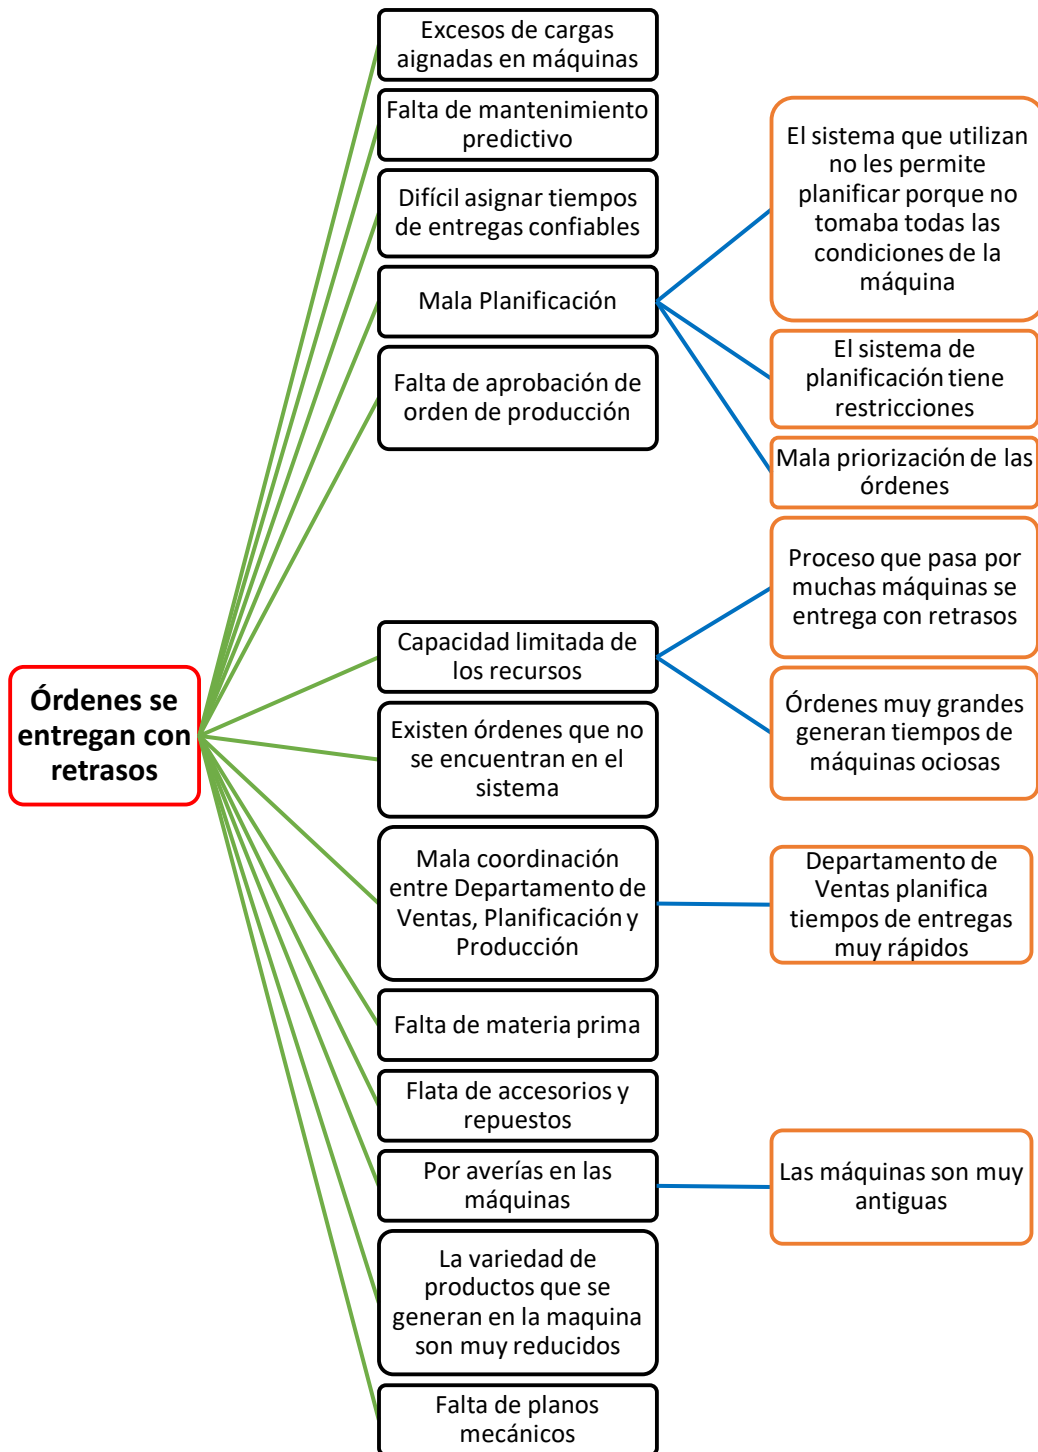 Órdenes se
entregan con
retrasos
Excesos de cargas
aignadas en máquinas
Falta de mantenimiento
predictivo
Difícil asignar tiempos
de entregas confiables
Mala Planificación
El sistema que utilizan
no les permite
planificar porque no
tomaba todas las
condiciones de la
máquina
El sistema de
planificación tiene
restricciones
Mala priorización de las
órdenes
Falta de aprobación de
orden de producción
Capacidad limitada de
los recursos
Proceso que pasa por
muchas máquinas se
entrega con retrasos
Órdenes muy grandes
generan tiempos de
máquinas ociosas
Existen órdenes que no
se encuentran en el
sistema
Mala coordinación
entre Departamento de
Ventas, Planificación y
Producción
Departamento de
Ventas planifica
tiempos de entregas
muy rápidos
Falta de materia prima
Flata de accesorios y
repuestos
Por averías en las
máquinas
Las máquinas son muy
antiguas
La variedad de
productos que se
generan en la maquina
son muy reducidos
Falta de planos
mecánicos